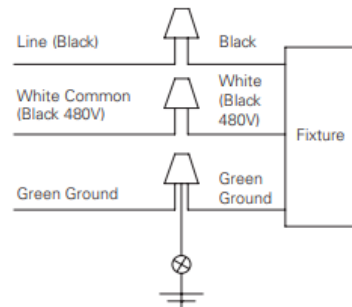 Line (Black)
Black
White Common
(Black 480V)
White
(Black
480V)
Fixture
Green Ground
Green
Ground